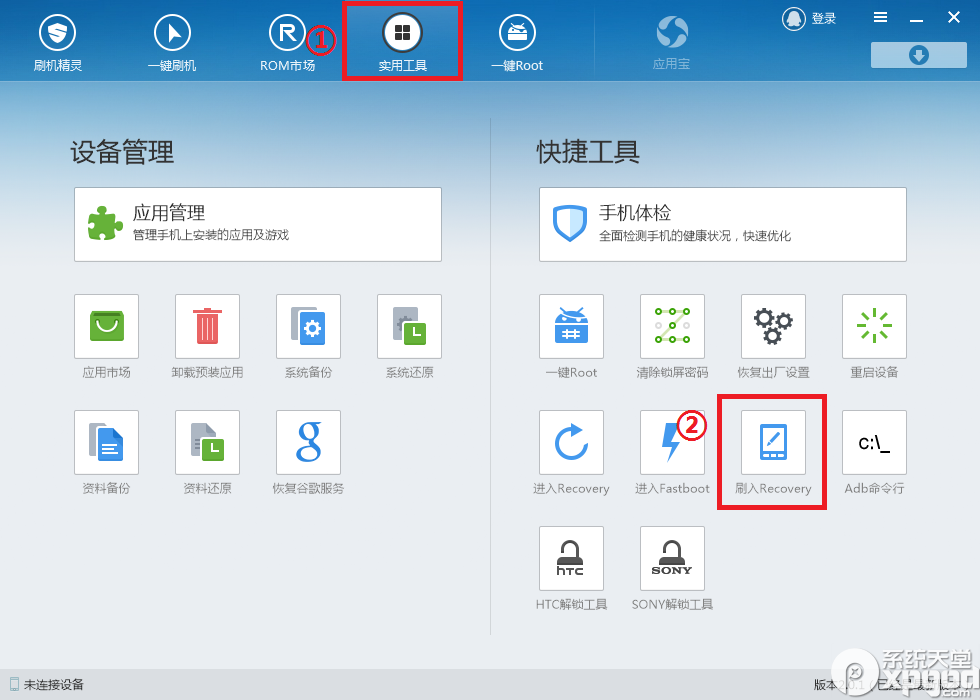 刷机精灵
一键刷机
R
ROM市场
①
实用工具
一键Root
应用宝
登录
设备管理
应用管理
管理手机上安装的应用及游戏
应用市场
卸载预装应用
系统备份
系统还原
资料备份
资料还原
g
恢复谷歌服务
快捷工具
手机体检
全面检测手机的健康状况，快速优化
一键Root
清除锁屏密码
恢复出厂设置
重启设备
进入Recovery
②
进入Fastboot
刷入Recovery
c:\_
Adb命令行
hTC
HTC解锁工具
SONY
SONY解锁工具
未连接设备
版本
系统天堂